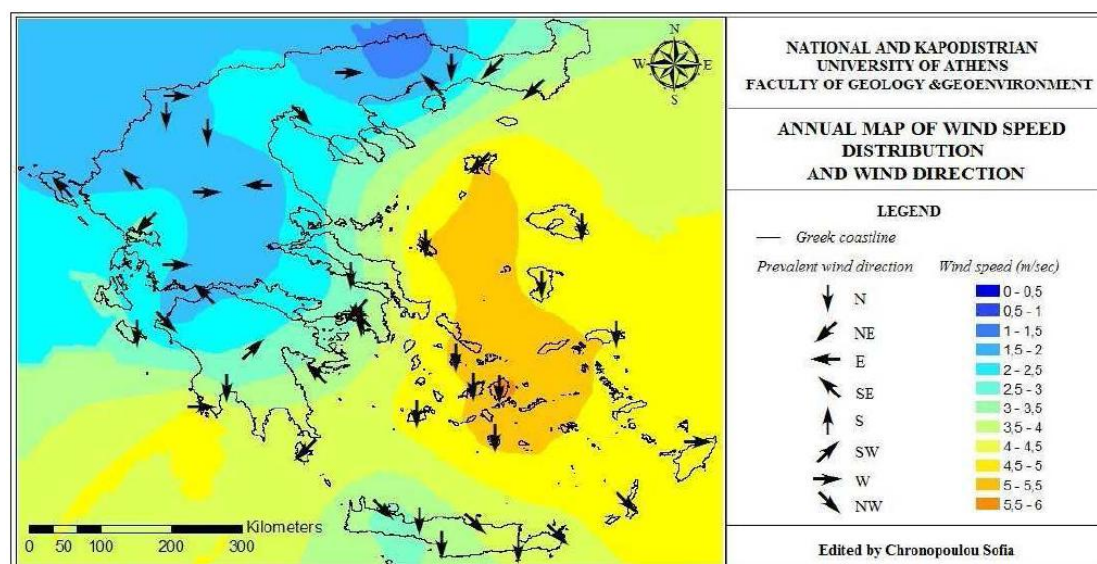 N
W E
S
Kilometers
0 50 100 200 300
NATIONAL AND KAPODISTRIAN
UNIVERSITY OF ATHENS
FACULTY OF GEOLOGY &GEOENVIRONMENT
ANNUAL MAP OF WIND SPEED
DISTRIBUTION
AND WIND DIRECTION
LEGEND
Greek coastline
Prevalent wind direction Wind speed (m/sec)
N
NE
E
SE
S
SW
W
NW
0 - 0,5
0,5 - 1
1 - 1,5
1,5 - 2
2 - 2,5
2,5 - 3
3 - 3,5
3,5 - 4
4 - 4,5
4,5 - 5
5 - 5,5
5,5 - 6
Edited by Chronopoulou Sofia